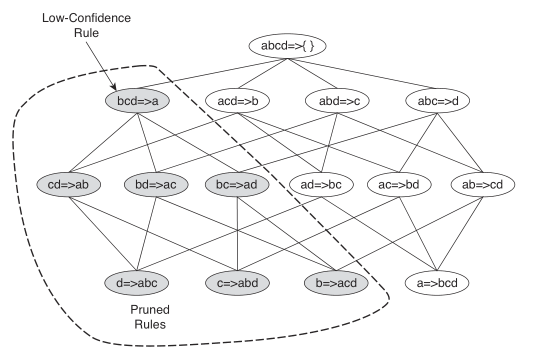 Low-Confidence
Rule
abcd=>{ }
bcd=>a
acd=>b
abd=>c
abc=>d
cd=>ab
bd=>ac
bc=>ad
ad=>bc
ac=>bd
ab=>cd
d=>abc
c=>abd
b=>acd
a=>bcd
Pruned
Rules